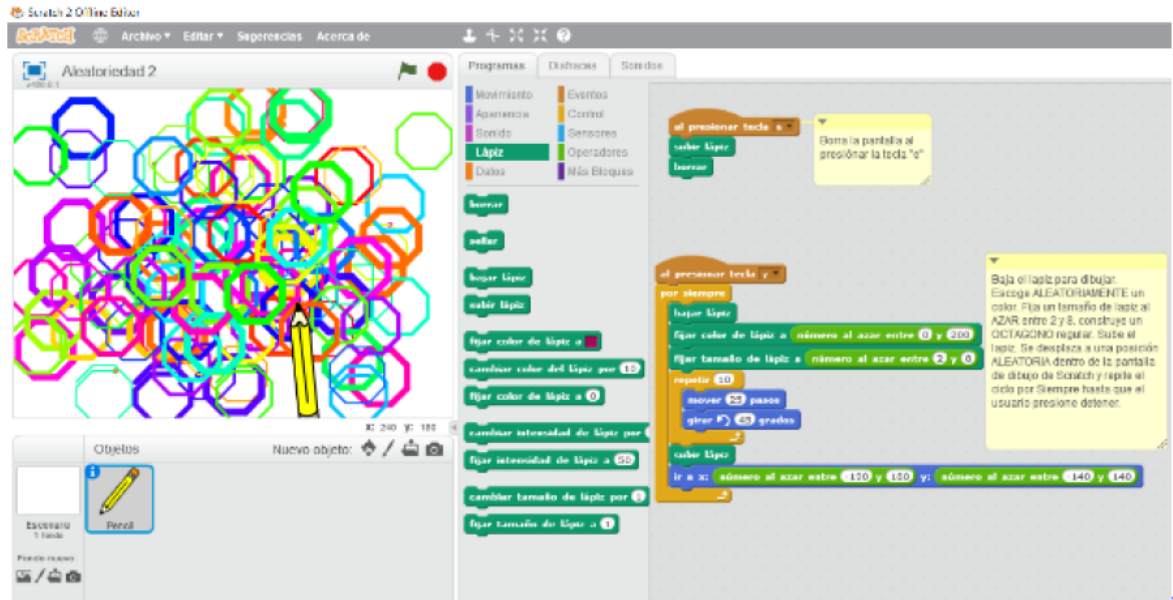 Scratch 2 Offline Editor
SCRATCH Archivo Editar Sugerencias Acerca de
Aleatoriedad 2
Programas Disfraces Sonidos
Movimiento Eventos
Apariencia Control
Sonido Sensores
Lápiz Operadores
Datos Más Bloques
borrar
sellar
bajar lápiz
subir lápiz
fijar color de lápiz a
cambiar color del lápiz por 10
fijar color de lápiz a 0
cambiar intensidad de lápiz por
fijar intensidad de lápiz a 50
cambiar tamaño de lápiz por
fijar tamaño de lápiz a 1
x: 240 y: 180
Objetos Nuevo objeto:
Escenario
1 fondo
Pencil
Fondo nuevo
al presionar tecla e
subir lápiz
borrar
Borra la pantalla al
presiónar la tecla "e"
al presionar tecla y
por siempre
bajar lápiz
fijar color de lápiz a número al azar entre 0 y 200
fijar tamaño de lápiz a número al azar entre 2 y 8
repetir 10
mover 25 pasos
girar 45 grados
subir lápiz
ir a x: número al azar entre y 180 y: número al azar entre -140 y 140
Baja el lapiz para dibujar.
Escoge ALEATORIAMENTE un
color. Fija un tamaño de lapiz al
AZAR entre 2 y 8, construye un
OCTAGONO regular. Sube el
lapiz. Se desplaza a una posición
ALEATORIA dentro de la pantalla
de dibujo de Scratch y repite el
ciclo por Siempre hasta que el
usuario presione detener.